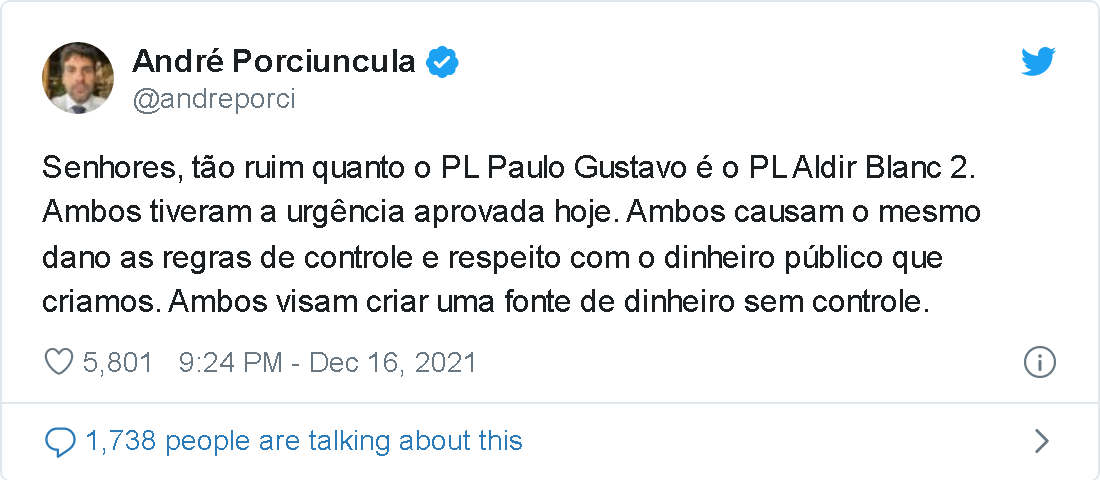 André Porciuncula
@andreporci
Senhores, tão ruim quanto o PL Paulo Gustavo é o PL Aldir Blanc 2.
Ambos tiveram a urgência aprovada hoje. Ambos causam o mesmo
dano as regras de controle e respeito com o dinheiro público que
criamos. Ambos visam criar uma fonte de dinheiro sem controle.
5,801 9:24 PM - Dec 16, 2021
1,738 people are talking about this